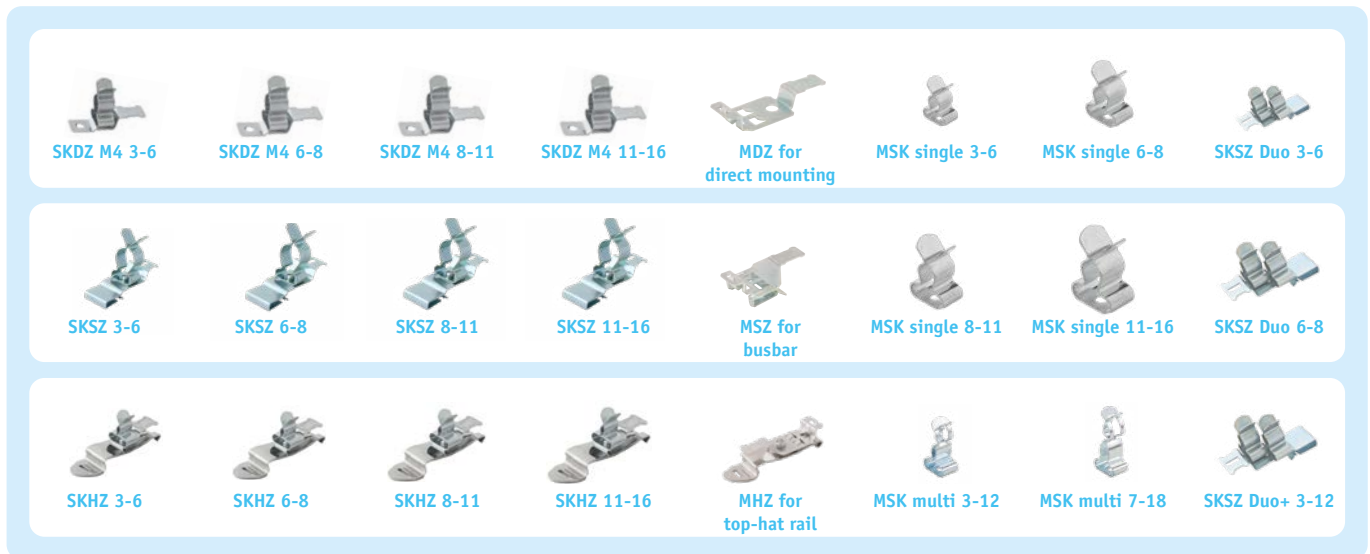 SKDZ M4 3-6
SKDZ M4 6-8
SKDZ M4 8-11
SKDZ M4 11-16
MDZ for
direct mounting
MSK single 3-6
MSK single 6-8
SKSZ Duo 3-6
SKSZ 3-6
SKSZ 6-8
SKSZ 8-11
SKSZ 11-16
MSZ for
busbar
MSK single 8-11
MSK single 11-16
SKSZ Duo 6-8
SKHZ 3-6
SKHZ 6-8
SKHZ 8-11
SKHZ 11-16
MHZ for
top-hat rail
MSK multi 3-12
MSK multi 7-18
SKSZ Duo+ 3-12